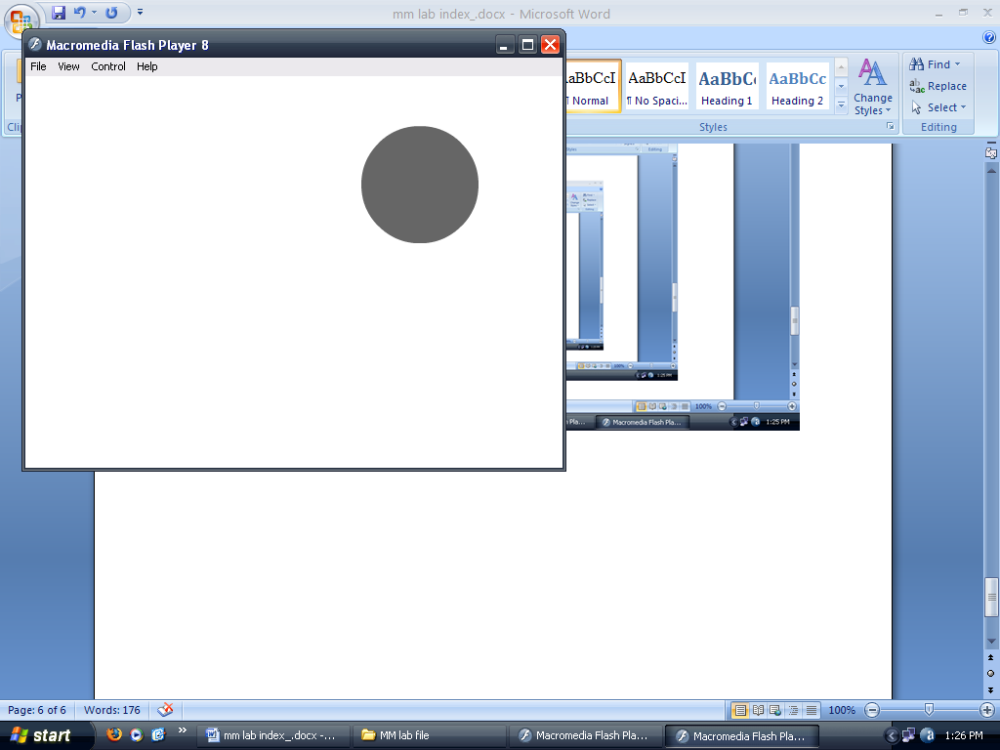 mm lab index_.docx - Microsoft Word
Macromedia Flash Player 8
File View Control Help
Find
Replace
Select
Editing
AaBbCcI AaBbCc AaBbCc
¶ Normal ¶ No Spaci... Heading 1 Heading 2
Change
Styles
Styles
100%
Macromedia Flash Pla...
1:25 PM
Page: 6 of 6 Words: 176
100%
start
mm lab index_.docx -... MM lab file Macromedia Flash Pla... Macromedia Flash Pla...
1:26 PM